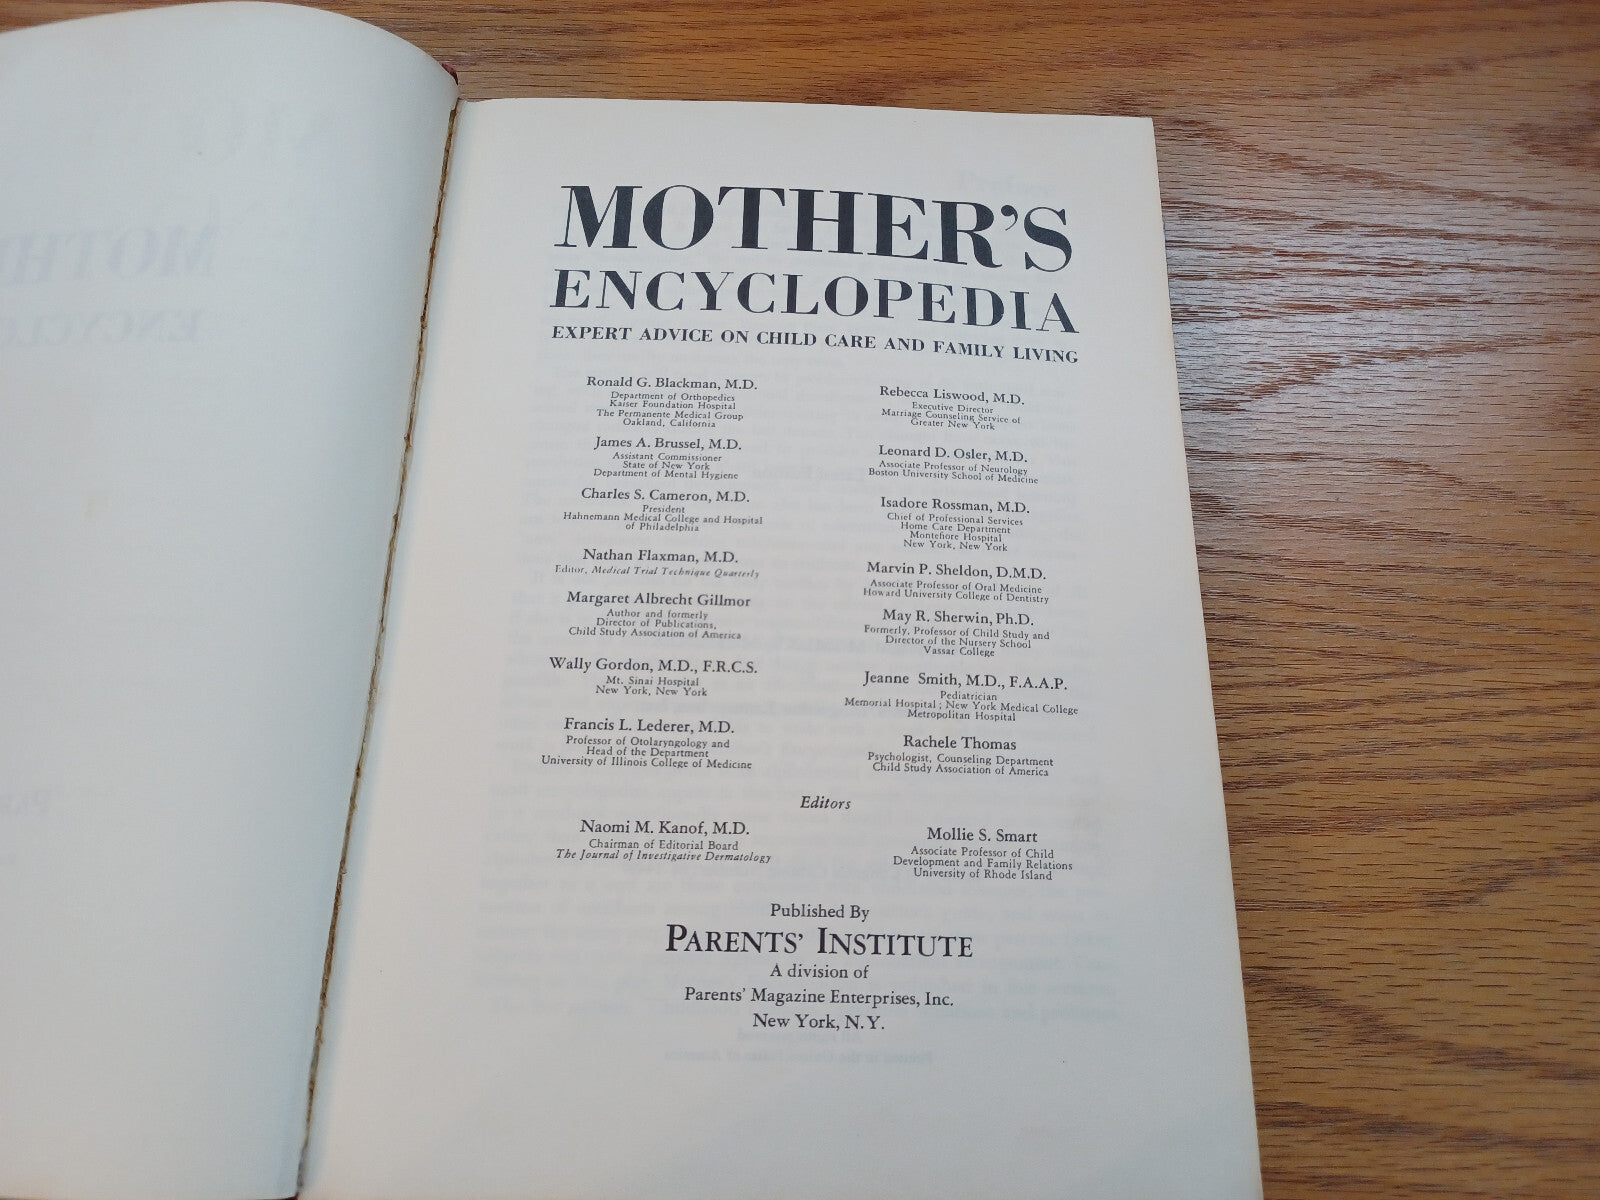 MOTHER'S
ENCYCLOPEDIA
EXPERT ADVICE ON CHILD CARE AND FAMILY LIVING
Ronald G. Blackman, M.D.
Department of Orthopedics
Kaiser Foundation Hospital
The Permanente Medical Group
Oakland, California
James A. Brussel, M.D.
Assistant Commissioner
State of New York
Department of Mental Hygiene
Charles S. Cameron, M.D.
President
Hahnemann Medical College and Hospital
of Philadelphia
Nathan Flaxman, M.D.
Editor, Medical Trial Technique Quarterly
Margaret Albrecht Gillmor
Author and formerly
Director of Publications,
Child Study Association of America
Wally Gordon, M.D., F.R.C.S.
Mt. Sinai Hospital
New York, New York
Francis L. Lederer, M.D.
Professor of Otolaryngology and
Head of the Department
University of Illinois College of Medicine
Rebecca Liswood, M.D.
Executive Director
Marriage Counseling Service of
Greater New York
Leonard D. Osler, M.D.
Associate Professor of Neurology
Boston University School of Medicine
Isadore Rossman, M.D.
Chief of Professional Services
Home Care Department
Montefiore Hospital
New York, New York
Marvin P. Sheldon, D.M.D.
Associate Professor of Oral Medicine
Howard University College of Dentistry
May R. Sherwin, Ph.D.
Formerly, Professor of Child Study and
Director of the Nursery School
Vassar College
Jeanne Smith, M.D., F.A.A.P.
Pediatrician
Memorial Hospital; New York Medical College
Metropolitan Hospital
Rachele Thomas
Psychologist, Counseling Department
Child Study Association of America
Editors
Naomi M. Kanof, M.D.
Chairman of Editorial Board
The Journal of Investigative Dermatology
Mollie S. Smart
Associate Professor of Child
Development and Family Relations
University of Rhode Island
Published By
PARENTS' INSTITUTE
A division of
Parents' Magazine Enterprises, Inc.
New York, N.Y.